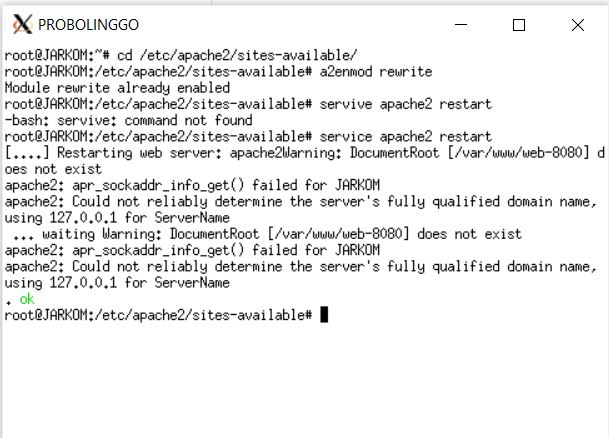 PROBOLINGGO
root@JARKOM:~# cd /etc/apache2/sites-available/
root@JARKOM:/etc/apache2/sites-available# a2enmod rewrite
Module rewrite already enabled
root@JARKOM:/etc/apache2/sites-available# servive apache2 restart
-bash: servive: command not found
root@JARKOM:/etc/apache2/sites-available# service apache2 restart
[....] Restarting web server: apache2Warning: DocumentRoot [/var/www/web-8080] d
oes not exist
apache2: apr_sockaddr_info_get() failed for JARKOM
apache2: Could not reliably determine the server's fully qualified domain name,
using 127.0.0.1 for ServerName
 ... waiting Warning: DocumentRoot [/var/www/web-8080] does not exist
apache2: apr_sockaddr_info_get() failed for JARKOM
apache2: Could not reliably determine the server's fully qualified domain name,
using 127.0.0.1 for ServerName
. ok
root@JARKOM:/etc/apache2/sites-available#